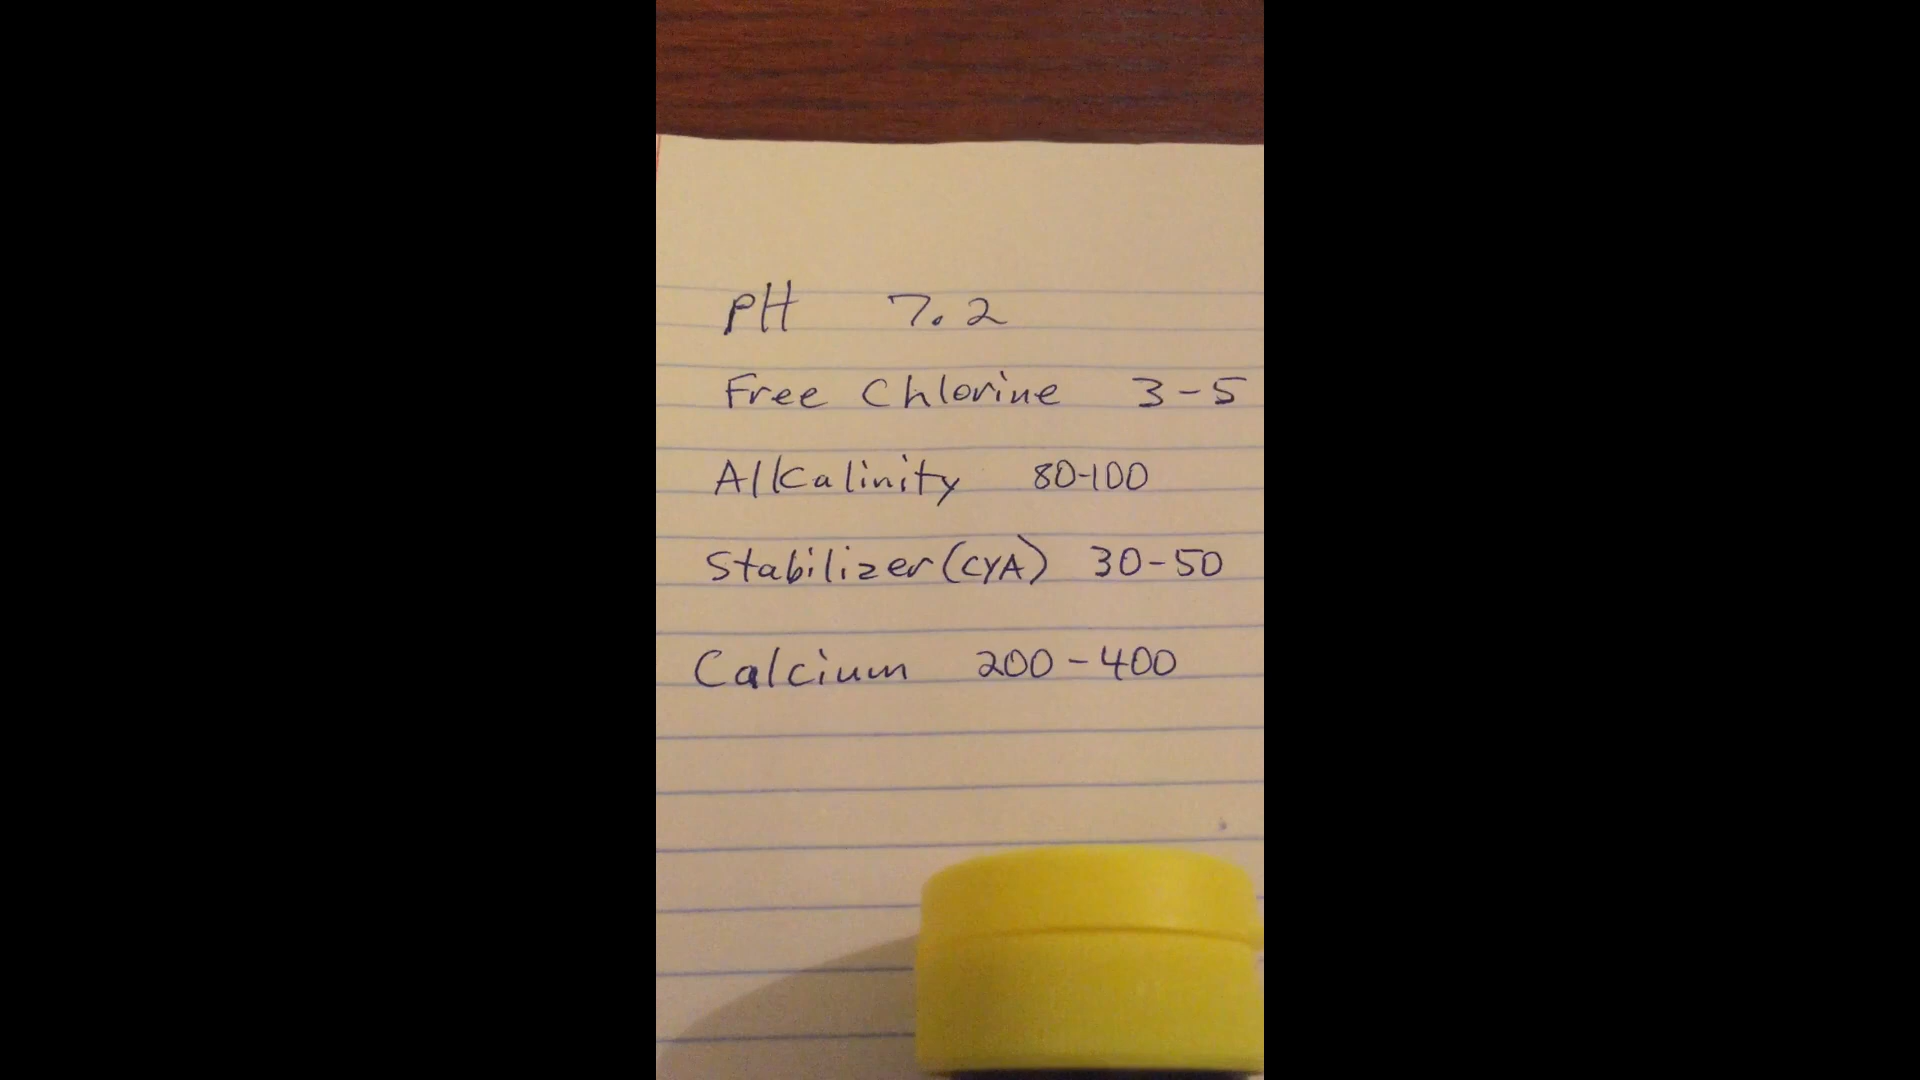 pH 7.2
Free Chlorine 3-5
Alkalinity 80-100
Stabilizer (CYA) 30-50
Calcium 200-400